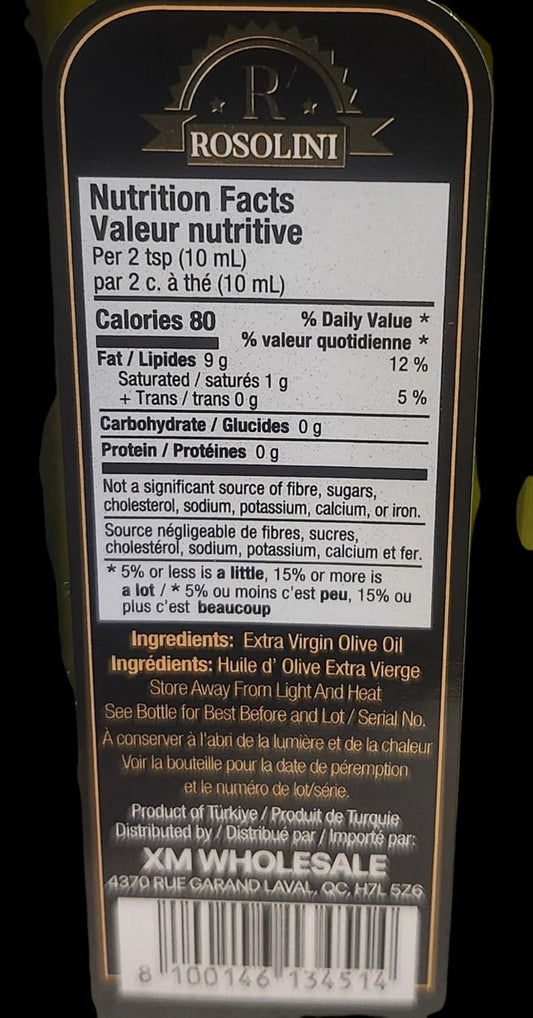 R
ROSOLINI
Nutrition Facts
Valeur nutritive
Per 2 tsp (10 mL)
par 2 c. à thé (10 mL)
Calories 80
% Daily Value *
% valeur quotidienne *
Fat / Lipides 9 g 12 %
Saturated / saturés 1 g
+ Trans / trans 0 g 5 %
Carbohydrate / Glucides 0 g
Protein / Protéines 0 g
Not a significant source of fibre, sugars,
cholesterol, sodium, potassium, calcium, or iron.
Source négligeable de fibres, sucres,
cholestérol, sodium, potassium, calcium et fer.
* 5% or less is a little, 15% or more is
a lot / * 5% ou moins c'est peu, 15% ou
plus c'est beaucoup
Ingredients: Extra Virgin Olive Oil
Ingrédients: Huile d' Olive Extra Vierge
Store Away From Light And Heat
See Bottle for Best Before and Lot / Serial No.
À conserver à l'abri de la lumière et de la chaleur
Voir la bouteille pour la date de péremption
et le numéro de lot/série.
Product of Türkiye / Produit de Turquie
Distributed by / Distribué par / Importé par:
XM WHOLESALE
4370 RUE GARAND LAVAL, QC, H7L 5Z6
8 100146 134514